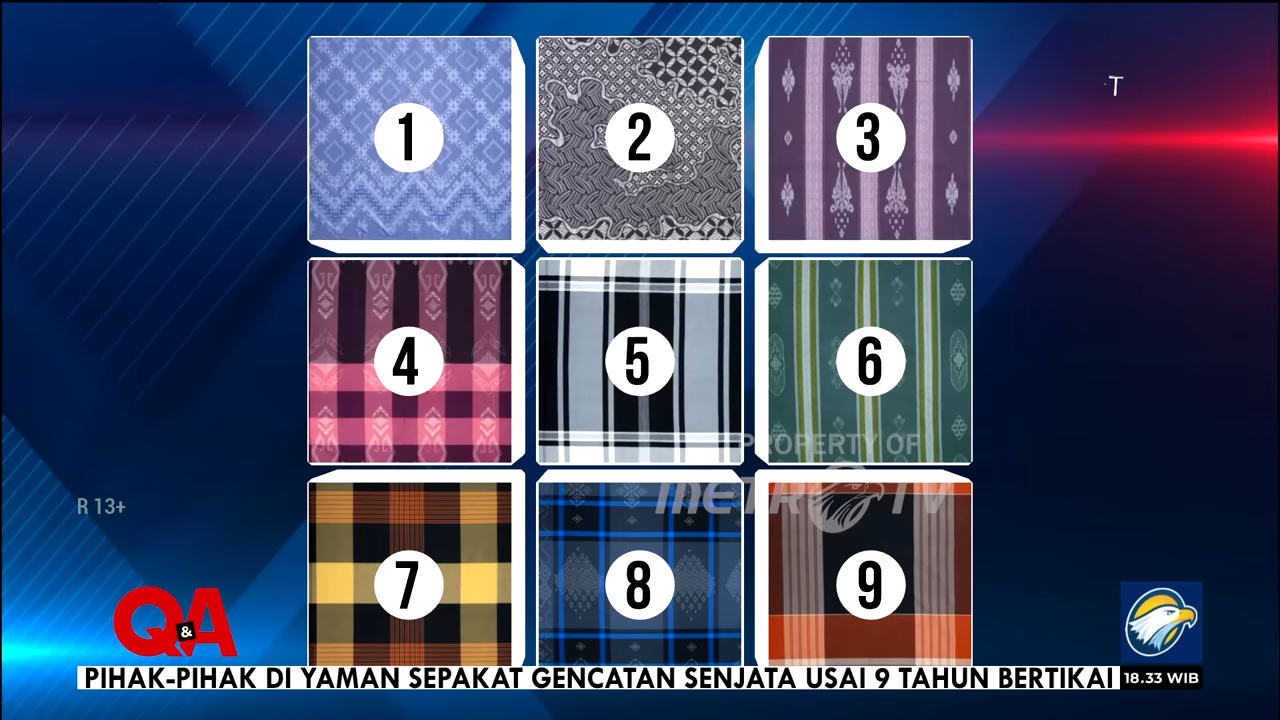 T
1
2
3
4
5
6
PROPERTY OF
METRO TV
R 13+
7
8
9
Q&A
PIHAK-PIHAK DI YAMAN SEPAKAT GENCATAN SENJATA USAI 9 TAHUN BERTIKAI
18.33 WIB